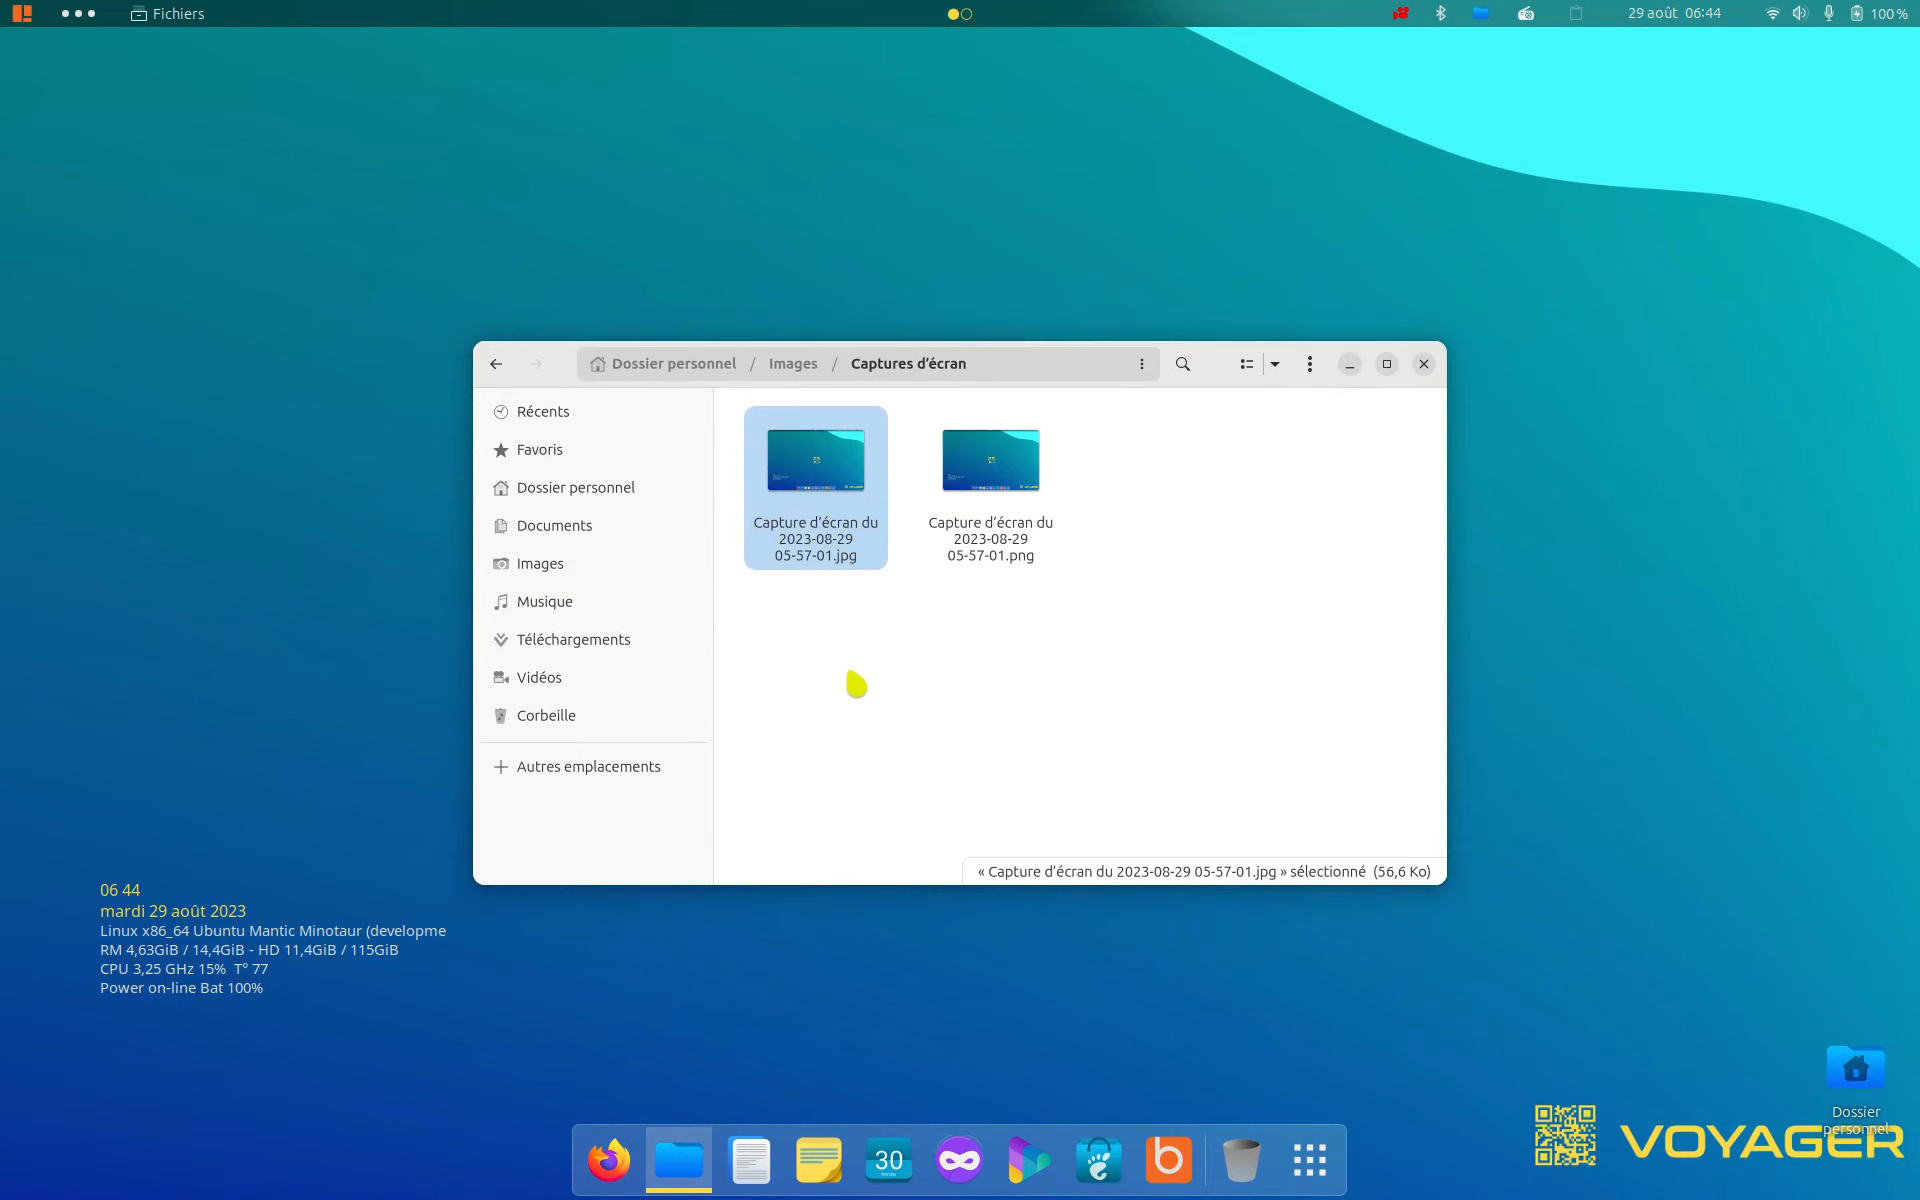 Fichiers
29 août 06:44
100 %
Dossier personnel / Images / Captures d'écran
Récents
Favoris
Dossier personnel
Documents
Images
Musique
Téléchargements
Vidéos
Corbeille
Autres emplacements
Capture d'écran du
2023-08-29
05-57-01.jpg
Capture d'écran du
2023-08-29
05-57-01.png
« Capture d'écran du 2023-08-29 05-57-01.jpg » sélectionné (56,6 Ko)
06 44
mardi 29 août 2023
Linux x86_64 Ubuntu Mantic Minotaur (developme
RM 4,63GiB / 14,4GiB - HD 11,4GiB / 115GiB
CPU 3,25 GHz 15% T° 77
Power on-line Bat 100%
Dossier
personnel
VOYAGER
30
b